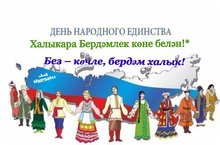 ДЕНЬ НАРОДНОГО ЕДИНСТВА
Халыкара Бердәмлек көне белән!*
Без – көчле, бердәм халык!